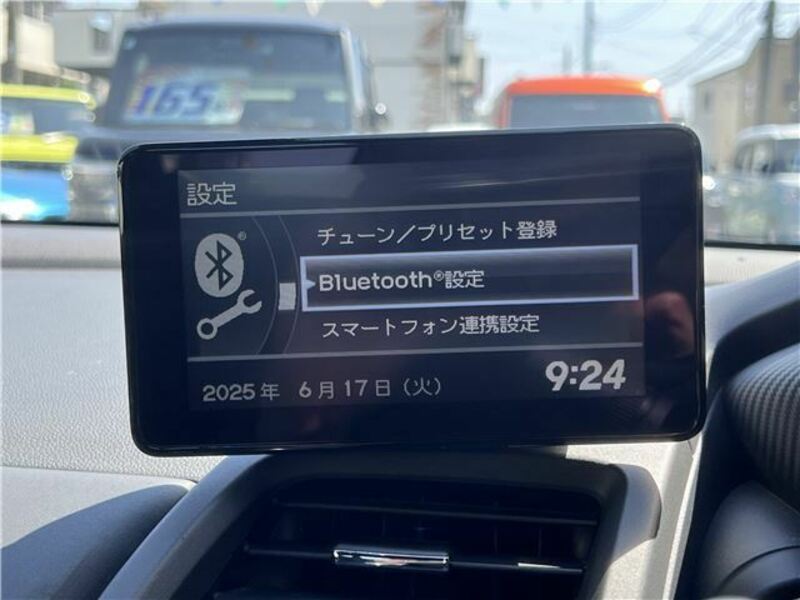 165
設定
チューン／プリセット登録
Bluetooth®設定
スマートフォン連携設定
2025年 6月17日（火）
9:24